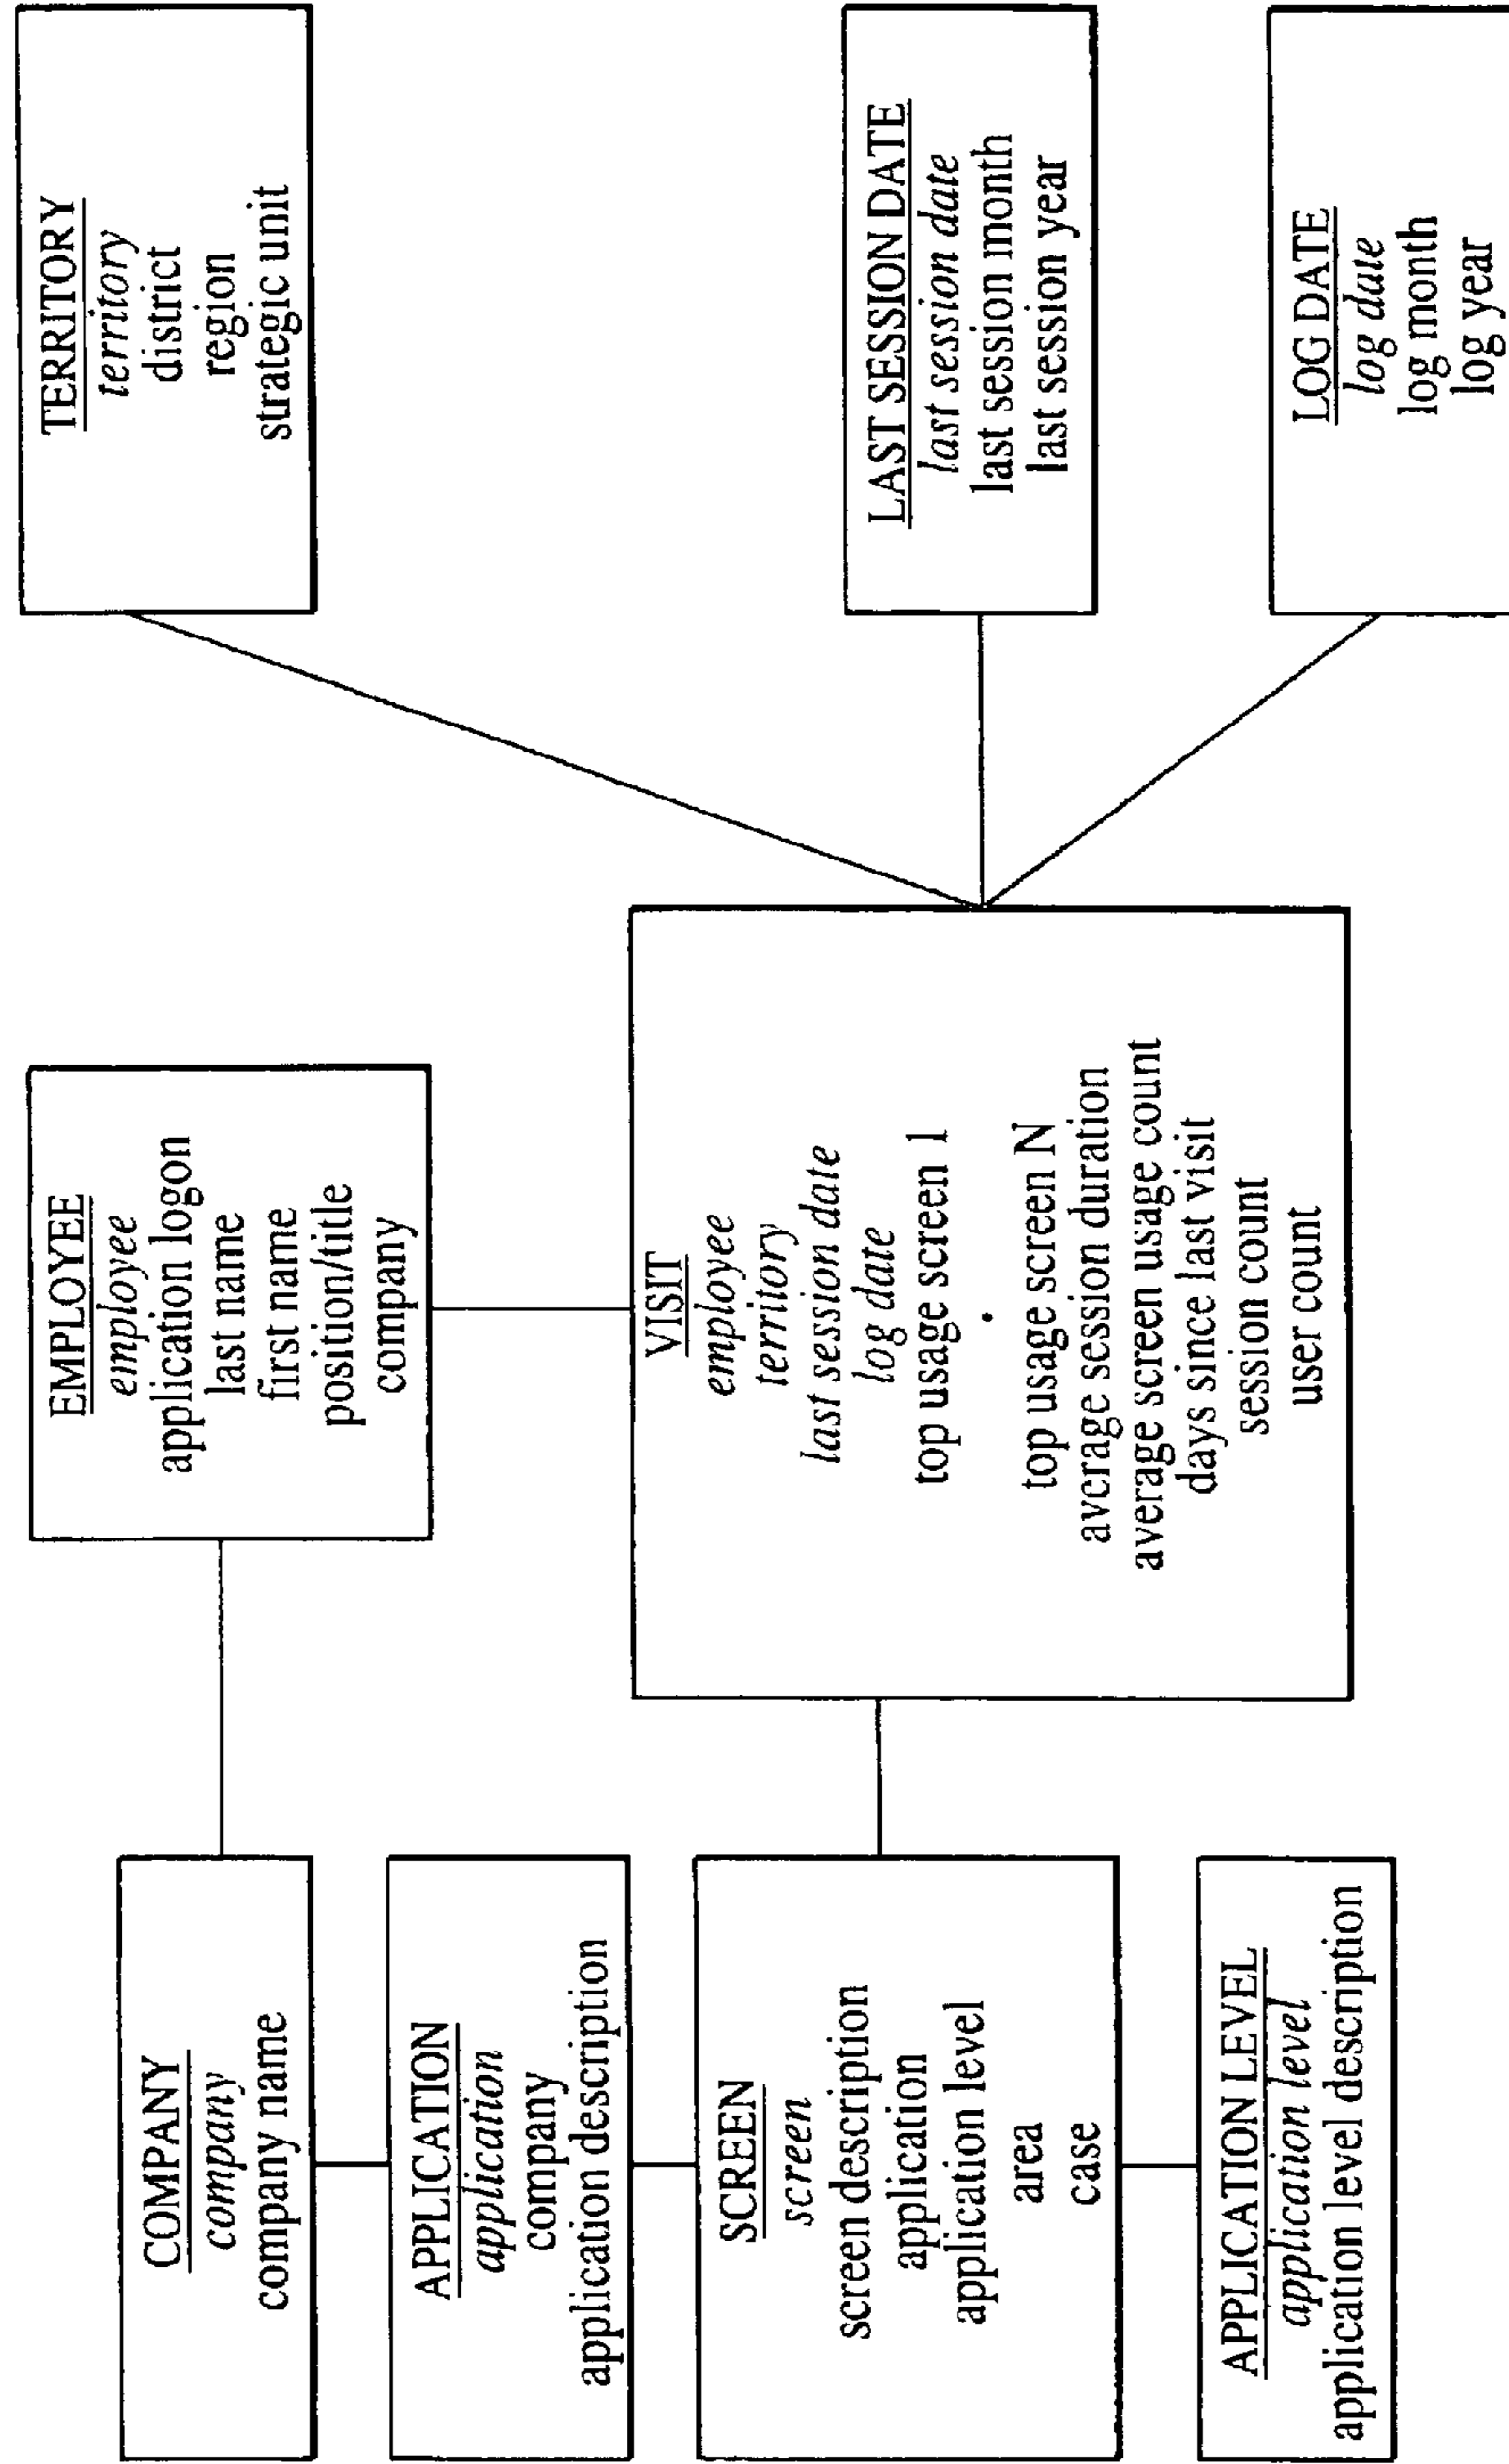 COMPANY
company
company name
APPLICATION
application
company
application description
SCREEN
screen
screen description
application
application level
area
case
APPLICATION LEVEL
application level
application level description
EMPLOYEE
employee
application logon
last name
first name
position/title
company
VISIT
employee
territory
last session date
log date
top usage screen 1
.
top usage screen N
average session duration
average screen usage count
days since last visit
session count
user count
TERRITORY
territory
district
region
strategic unit
LAST SESSION DATE
last session date
last session month
last session year
LOG DATE
log date
log month
log year